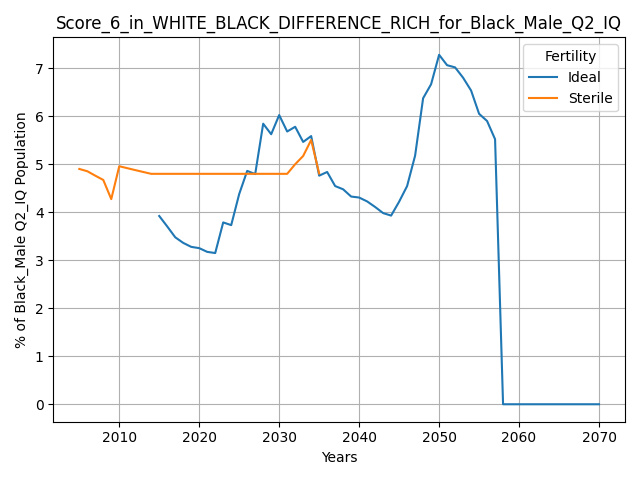 Score_6_in_WHITE_BLACK_DIFFERENCE_RICH_for_Black_Male_Q2_IQ
Fertility
Ideal
Sterile
% of Black_Male Q2_IQ Population
7
6
5
4
3
2
1
0
2010 2020 2030 2040 2050 2060 2070
Years